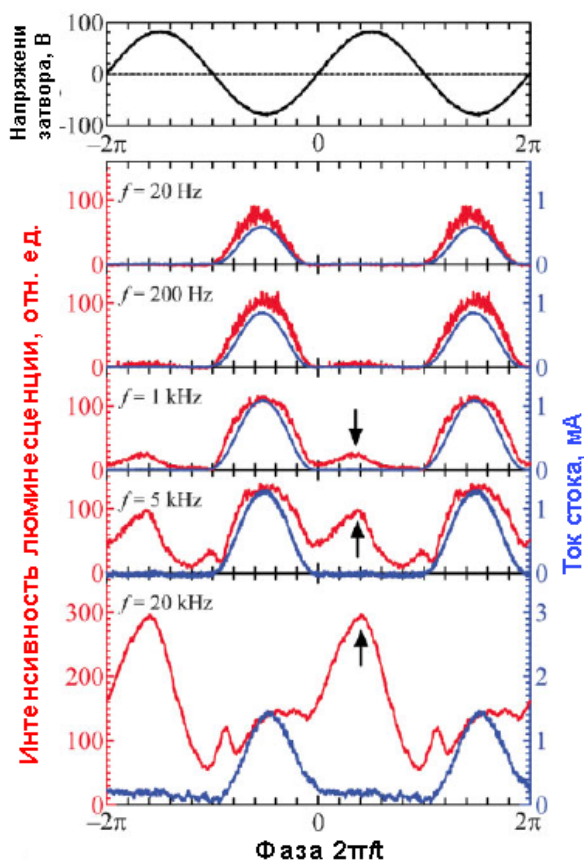 Напряжени
затвора, В
100
0
-100
−2π
0
2π
Интенсивность люминесценции, отн. ед.
Ток стока, мА
f = 20 Hz
100
0
1
0
f = 200 Hz
100
0
1
0
f = 1 kHz
100
0
1
0
f = 5 kHz
100
0
1
0
f = 20 kHz
300
200
100
0
3
2
1
0
−2π
0
2π
Фаза 2πft